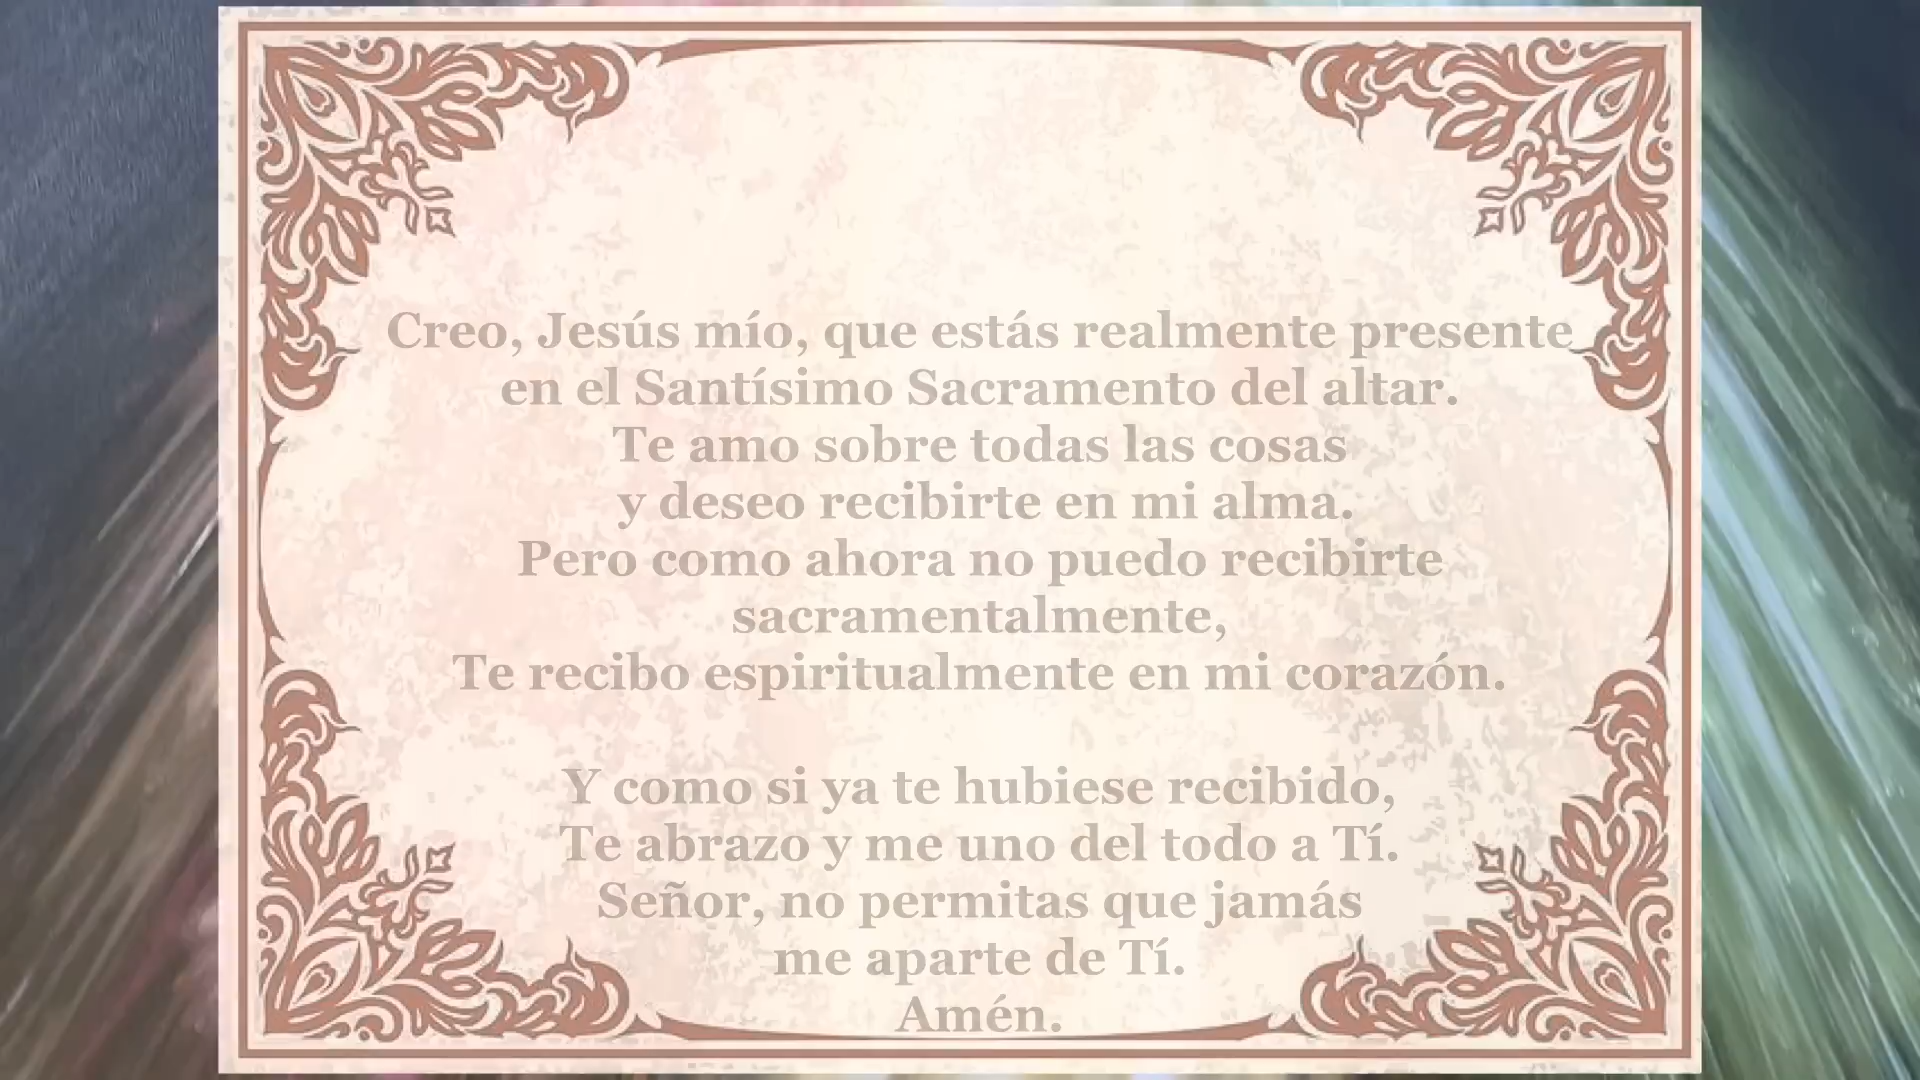 Creo, Jesús mío, que estás realmente presente
en el Santísimo Sacramento del altar.
Te amo sobre todas las cosas
y deseo recibirte en mi alma.
Pero como ahora no puedo recibirte
sacramentalmente,
Te recibo espiritualmente en mi corazón.
Y como si ya te hubiese recibido,
Te abrazo y me uno del todo a Tí.
Señor, no permitas que jamás
me aparte de Tí.
Amén.